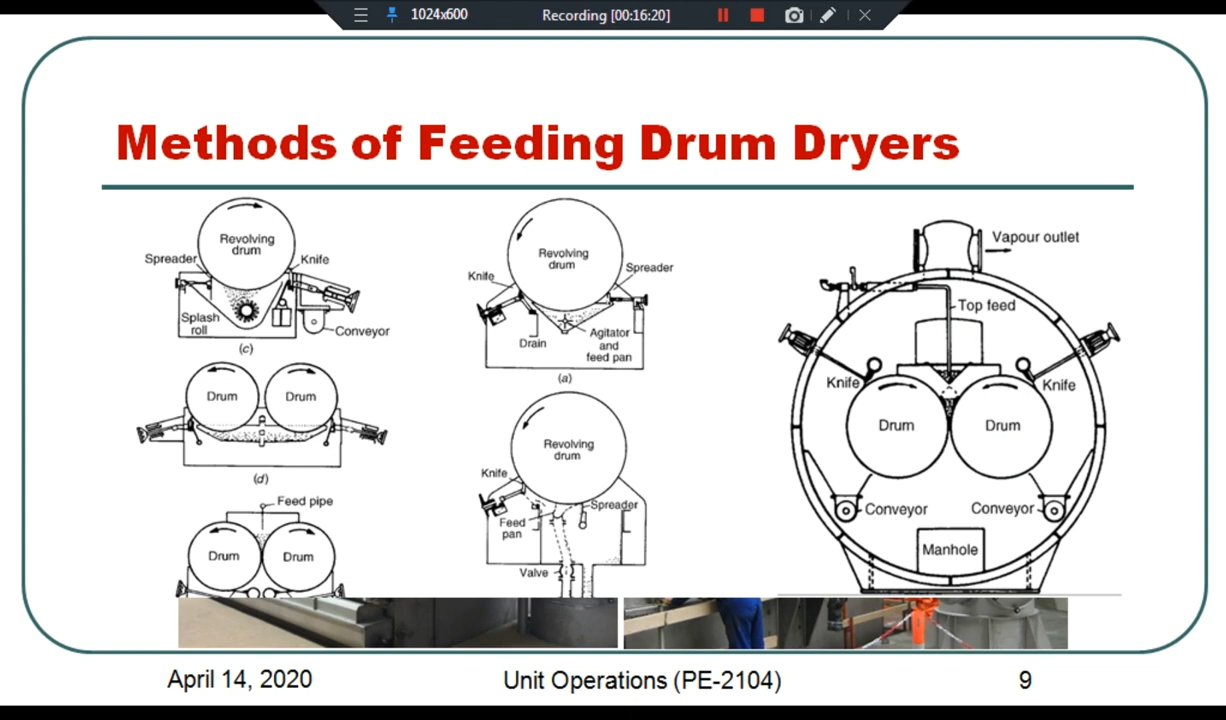 1024x600
Recording [00:16:20]
Methods of Feeding Drum Dryers
Revolving
drum
Spreader
Knife
Splash
roll
Conveyor
(c)
Drum
Drum
(d)
Feed pipe
Drum
Drum
Revolving
drum
Knife
Spreader
Drain
Agitator
and
feed pan
(a)
Revolving
drum
Knife
Spreader
Feed
pan
Valve
Vapour outlet
Top feed
Knife
Knife
Drum
Drum
Conveyor
Conveyor
Manhole
April 14, 2020
Unit Operations (PE-2104)
9